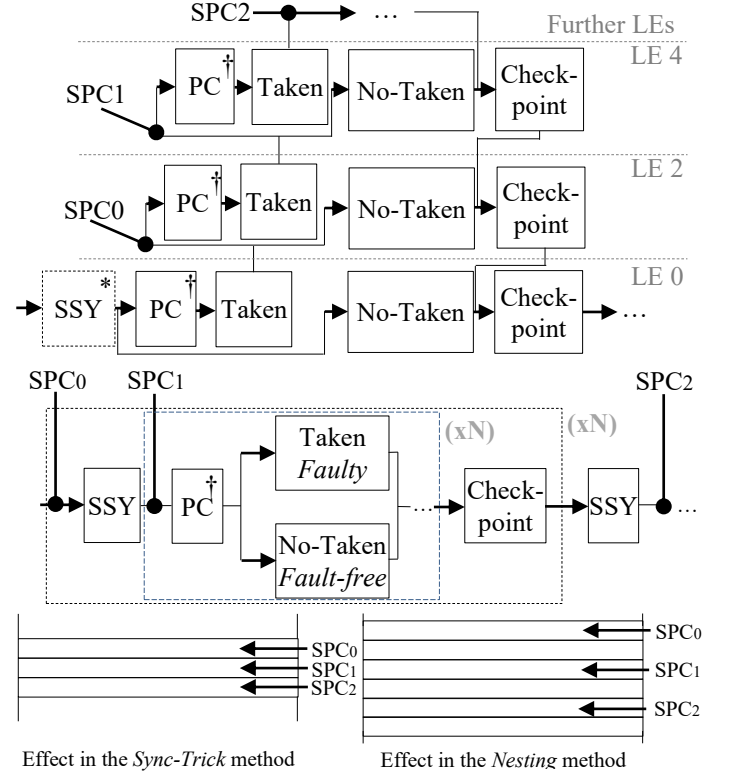 SPC2 ...
Further LEs
LE 4
SPC1 PC† Taken No-Taken Check-
point
LE 2
SPC0 PC† Taken No-Taken Check-
point
LE 0
SSY* PC† Taken No-Taken Check-
point ...
SPC0 SPC1 SPC2
(xN) (xN)
Taken
Faulty
SSY PC† ... Check-
point SSY ...
No-Taken
Fault-free
SPC0
SPC1
SPC2
SPC0
SPC1
SPC2
Effect in the Sync-Trick method
Effect in the Nesting method